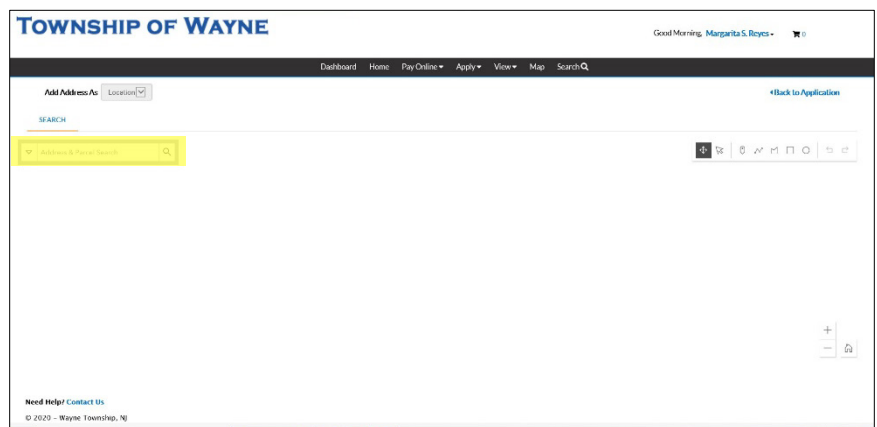 TOWNSHIP OF WAYNE
Good Morning, Margarita S. Reyes 0
Dashboard Home Pay Online Apply View Map Search
Add Address As Location
Back to Application
SEARCH
Address & Parcel Search
Need Help? Contact Us
© 2020 - Wayne Township, NJ